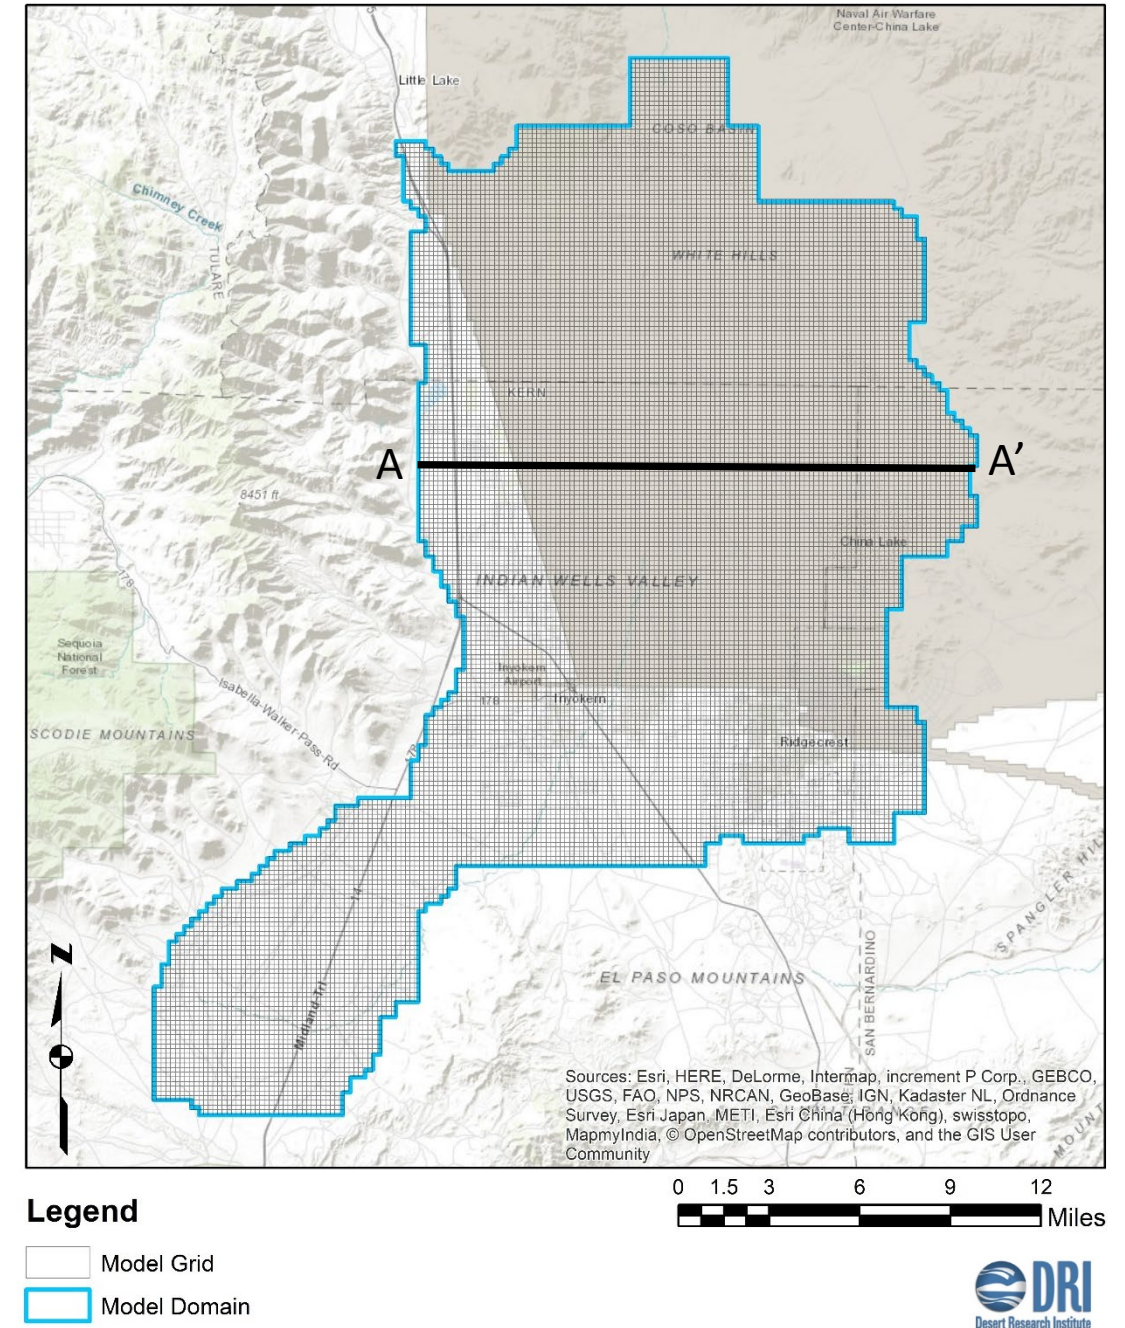 Naval Air Warfare
Center-China Lake
Little Lake
COSO BASIN
Chimney Creek
TULARE
WHITE HILLS
KERN
A
A’
8451 ft
China Lake
INDIAN WELLS VALLEY
178
Sequoia
National
Forest
Inyokern
Airport
178
Inyokern
Isabella-Walker-Pass-Rd
SCODIE MOUNTAINS
178
Ridgecrest
14
SPANGLER HIL
N
EL PASO MOUNTAINS
SAN BERNARDINO
Midland Trl
Sources: Esri, HERE, DeLorme, Intermap, increment P Corp., GEBCO,
USGS, FAO, NPS, NRCAN, GeoBase, IGN, Kadaster NL, Ordnance
Survey, Esri Japan, METI, Esri China (Hong Kong), swisstopo,
MapmyIndia, © OpenStreetMap contributors, and the GIS User
Community
MOUNT
0 1.5 3 6 9 12
Miles
Legend
Model Grid
Model Domain
DRI
Desert Research Institute